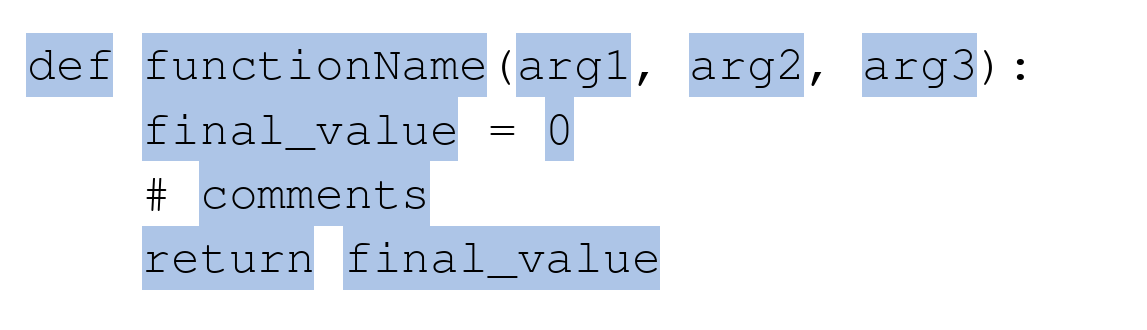 def functionName(arg1, arg2, arg3):
    final_value = 0
    # comments
    return final_value